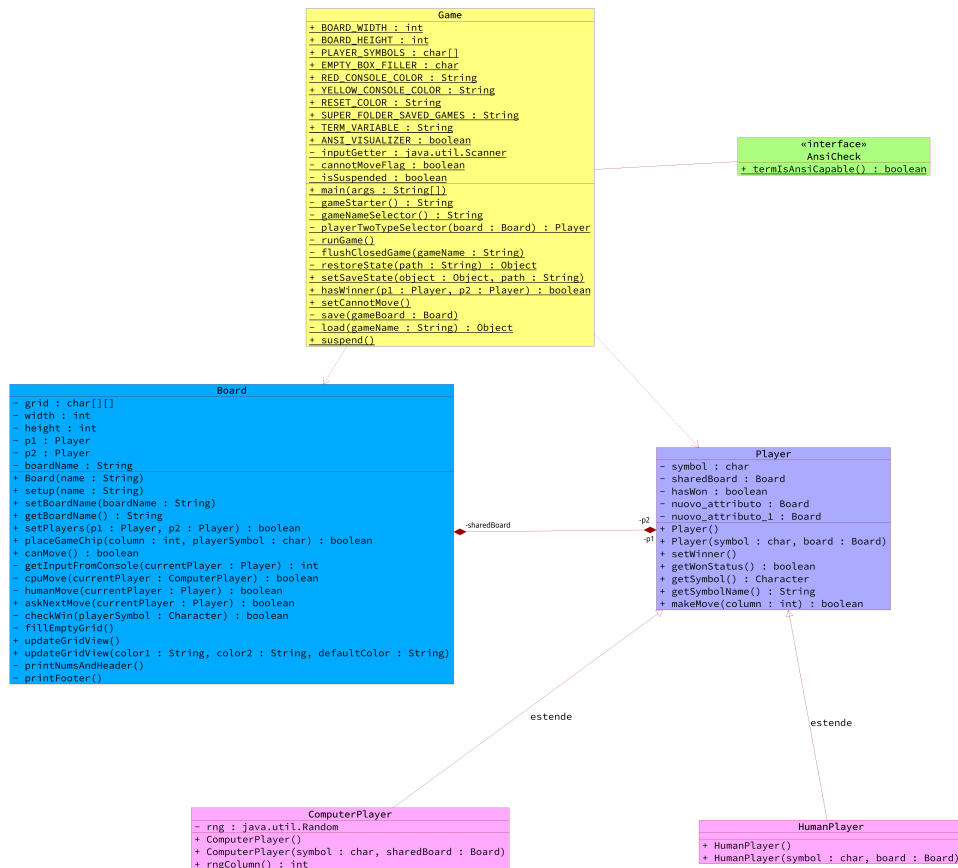 Game
+ BOARD_WIDTH : int
+ BOARD_HEIGHT : int
+ PLAYER_SYMBOLS : char[]
+ EMPTY_BOX_FILLER : char
+ RED_CONSOLE_COLOR : String
+ YELLOW_CONSOLE_COLOR : String
+ RESET_COLOR : String
+ SUPER_FOLDER_SAVED_GAMES : String
+ TERM_VARIABLE : String
+ ANSI_VISUALIZER : boolean
- inputGetter : java.util.Scanner
- cannotMoveFlag : boolean
- isSuspended : boolean
+ main(args : String[])
- gameStarter() : String
- gameNameSelector() : String
- playerTwoTypeSelector(board : Board) : Player
- runGame()
- flushClosedGame(gameName : String)
- restoreState(path : String) : Object
+ setSaveState(object : Object, path : String)
+ hasWinner(p1 : Player, p2 : Player) : boolean
+ setCannotMove()
- save(gameBoard : Board)
- load(gameName : String) : Object
+ suspend()
«interface»
AnsiCheck
+ termIsAnsiCapable() : boolean
Board
- grid : char[][]
- width : int
- height : int
- p1 : Player
- p2 : Player
- boardName : String
+ Board(name : String)
+ setup(name : String)
+ setBoardName(boardName : String)
+ getBoardName() : String
+ setPlayers(p1 : Player, p2 : Player) : boolean
+ placeGameChip(column : int, playerSymbol : char) : boolean
+ canMove() : boolean
- getInputFromConsole(currentPlayer : Player) : int
- cpuMove(currentPlayer : ComputerPlayer) : boolean
- humanMove(currentPlayer : Player) : boolean
+ askNextMove(currentPlayer : Player) : boolean
- checkWin(playerSymbol : Character) : boolean
- fillEmptyGrid()
+ updateGridView()
+ updateGridView(color1 : String, color2 : String, defaultColor : String)
- printNumsAndHeader()
- printFooter()
-sharedBoard
-p2
-p1
Player
- symbol : char
- sharedBoard : Board
- hasWon : boolean
- nuovo_attributo : Board
- nuovo_attributo_1 : Board
+ Player()
+ Player(symbol : char, board : Board)
+ setWinner()
+ getWonStatus() : boolean
+ getSymbol() : Character
+ getSymbolName() : String
+ makeMove(column : int) : boolean
estende
estende
ComputerPlayer
- rng : java.util.Random
+ ComputerPlayer()
+ ComputerPlayer(symbol : char, sharedBoard : Board)
+ rngColumn() : int
HumanPlayer
+ HumanPlayer()
+ HumanPlayer(symbol : char, board : Board)